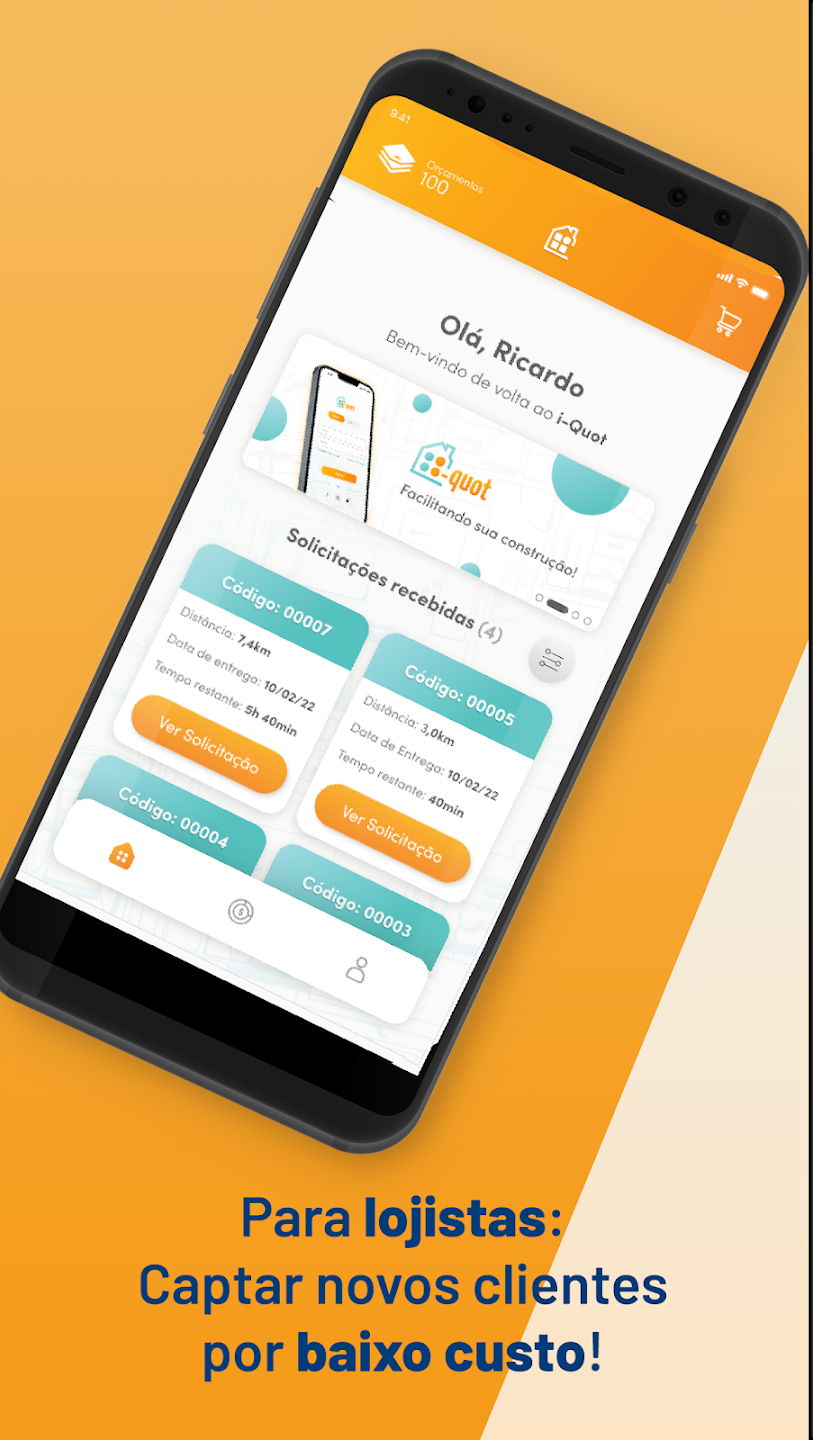 9:41
Orçamentos
100
Olá, Ricardo
Bem-vindo de volta ao i-Quot
i-quot
Facilitando sua construção!
Solicitações recebidas (4)
Código: 00007
Distância: 7,4km
Data de entrega: 10/02/22
Tempo restante: 5h 40min
Ver Solicitação
Código: 00005
Distância: 3,0km
Data de Entrega: 10/02/22
Tempo restante: 40min
Ver Solicitação
Código: 00004
Código: 00003
Para lojistas:
Captar novos clientes
por baixo custo!